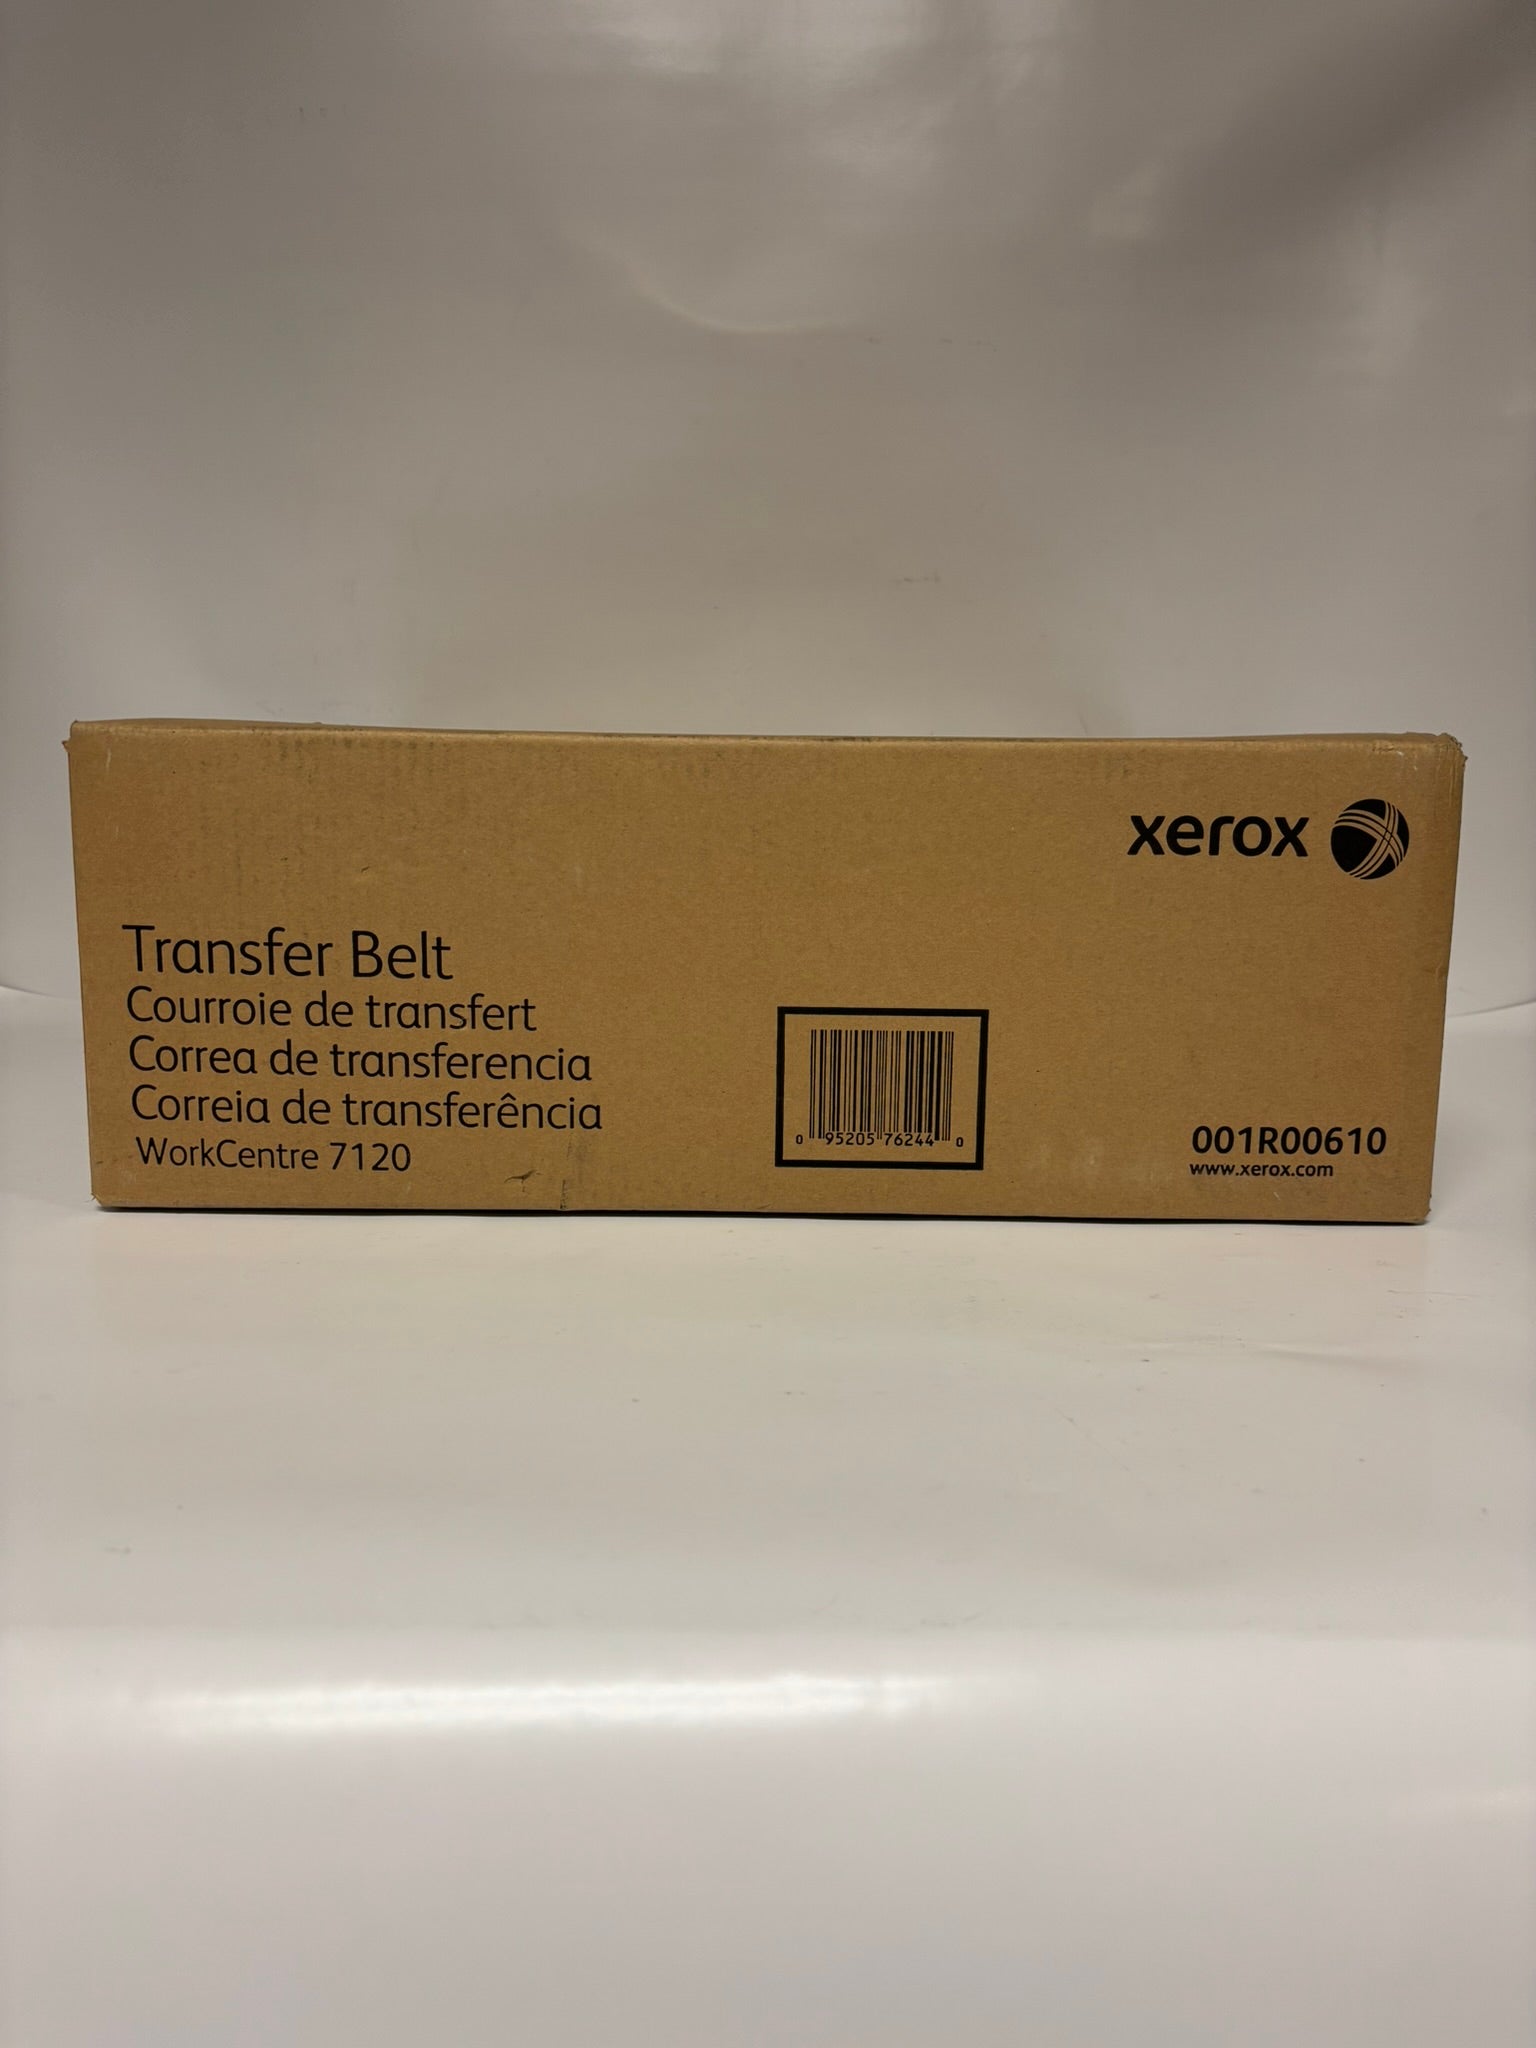 xerox
Transfer Belt
Courroie de transfert
Correa de transferencia
Correia de transferência
WorkCentre 7120
0 95205 76244 0
001R00610
www.xerox.com